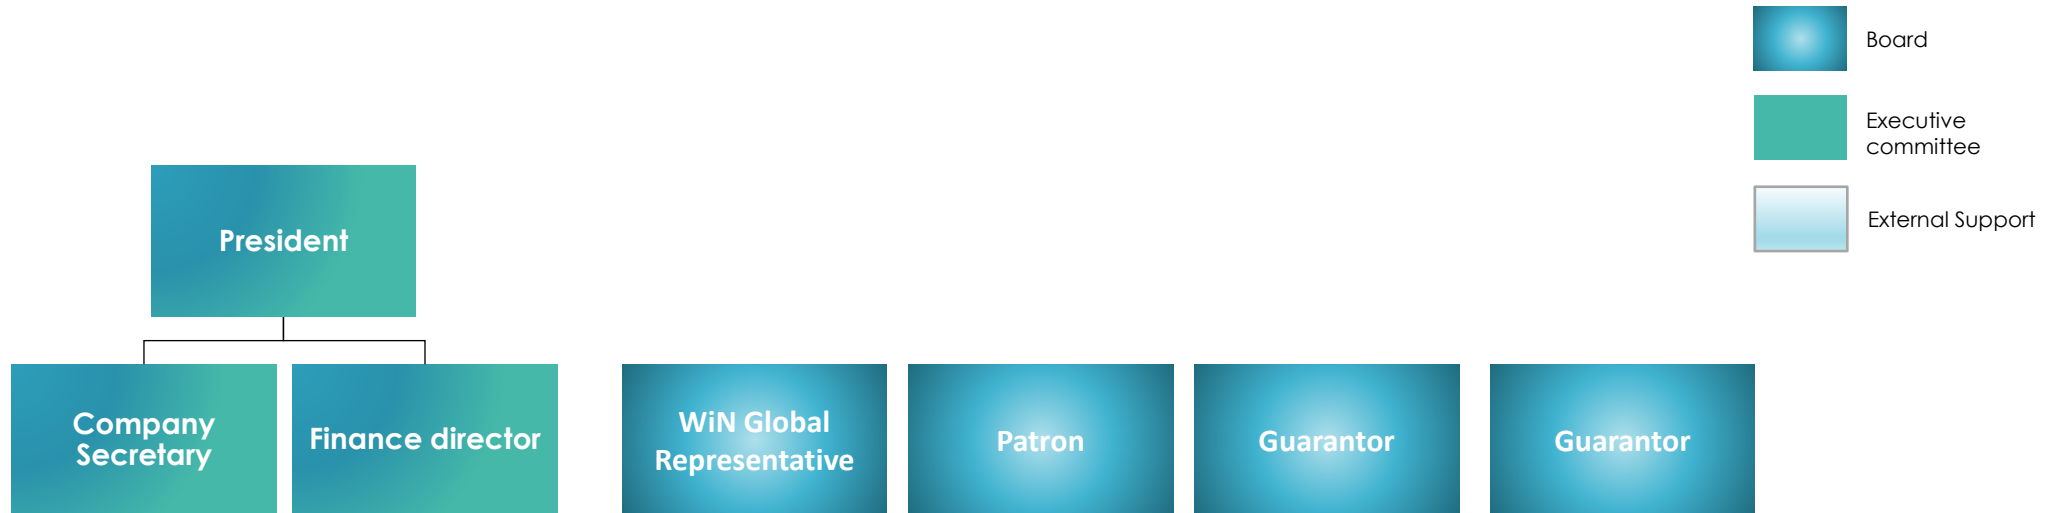 Board
Executive
committee
External Support
President
Company
Secretary
Finance director
WiN Global
Representative
Patron
Guarantor
Guarantor